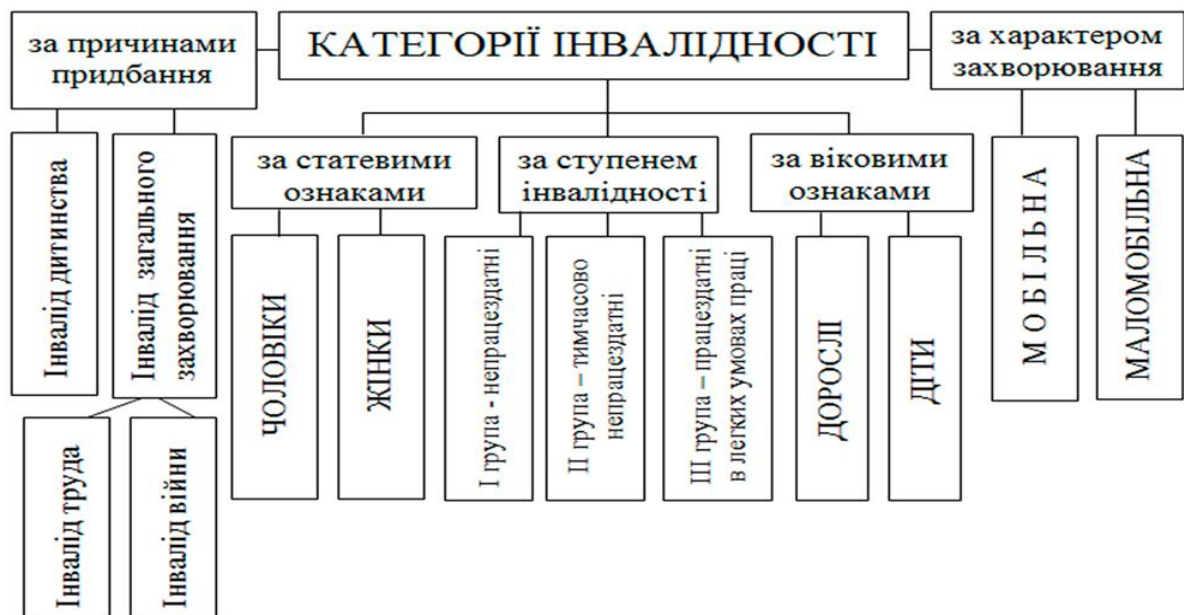 за причинами
придбання
КАТЕГОРІЇ ІНВАЛІДНОСТІ
за характером
захворювання
Інвалід дитинства
Інвалід загального
захворювання
за статевими
ознаками
за ступенем
інвалідності
за віковими
ознаками
М О Б І Л Ь Н А
МАЛОМОБІЛЬНА
ЧОЛОВІКИ
ЖІНКИ
І група - непрацездатні
ІІ група – тимчасово
непрацездатні
ІІІ група – працездатні
в легких умовах праці
ДОРОСЛІ
ДІТИ
Інвалід труда
Інвалід війни